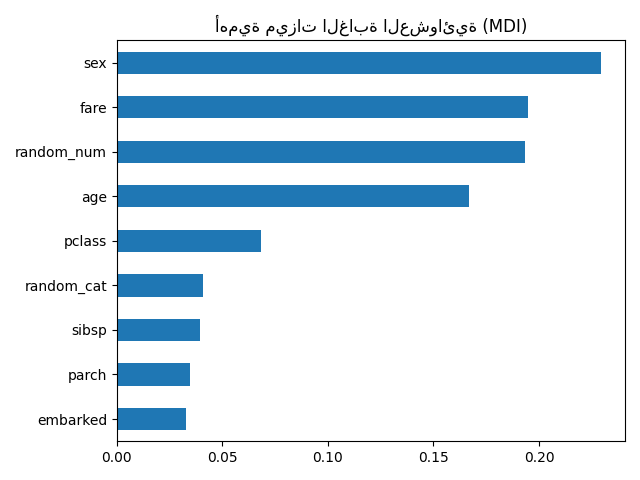 أهمية ميزات الغابة العشوائية (MDI)
sex
fare
random_num
age
pclass
random_cat
sibsp
parch
embarked
0.00 0.05 0.10 0.15 0.20